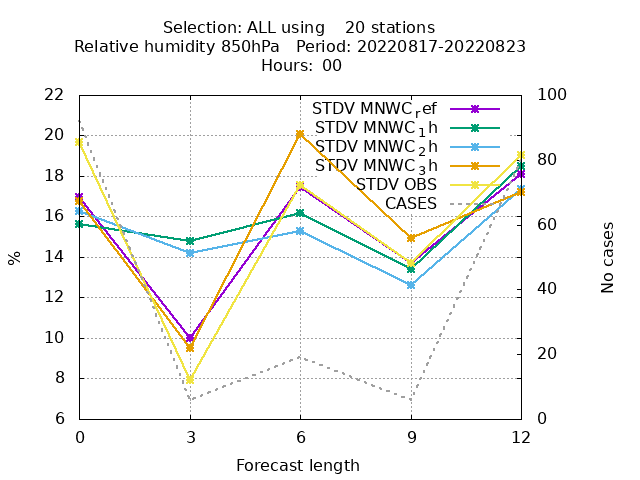 Selection: ALL using 20 stations
Relative humidity 850hPa Period: 20220817-20220823
Hours: 00
22 100
STDV MNWC_ref
STDV MNWC_1h
20
STDV MNWC_2h
80
STDV MNWC_3h
18
STDV OBS
CASES
16 60
14
%
No cases
12 40
10
20
8
6 0
0 3 6 9 12
Forecast length